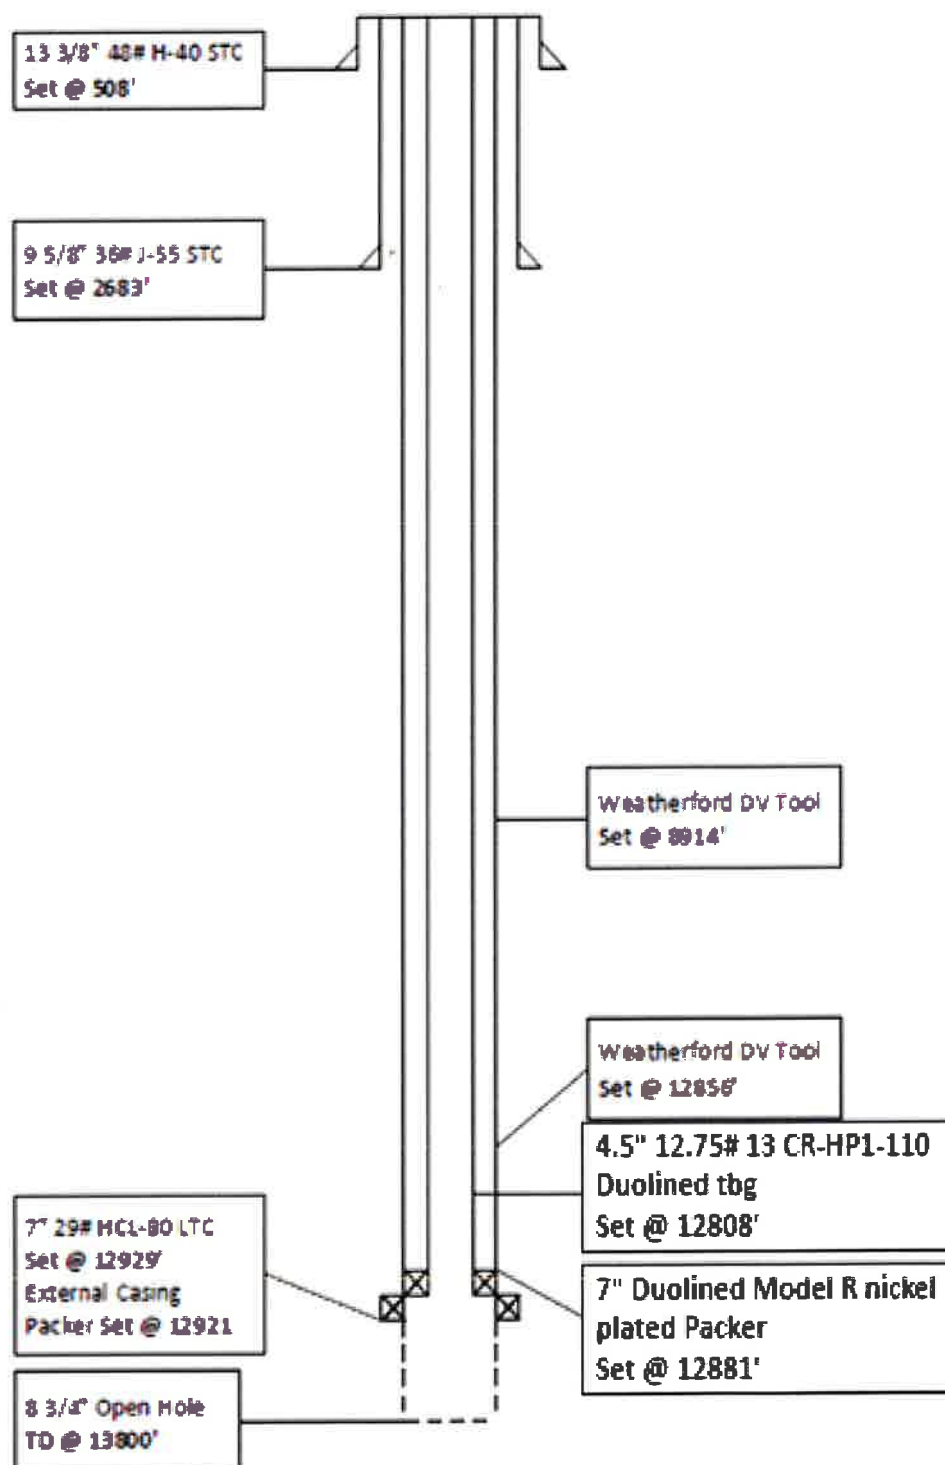 13 3/8" 48# H-40 STC
Set @ 508'
9 5/8" 36# J-55 STC
Set @ 2683'
Weatherford DV Tool
Set @ 8914'
Weatherford DV Tool
Set @ 12856'
4.5" 12.75# 13 CR-HP1-110
Duolined tbg
Set @ 12808'
7" 29# HCL-80 LTC
Set @ 12929'
External Casing
Packer Set @ 12921
7" Duolined Model R nickel
plated Packer
Set @ 12881'
8 3/4" Open Hole
TD @ 13800'